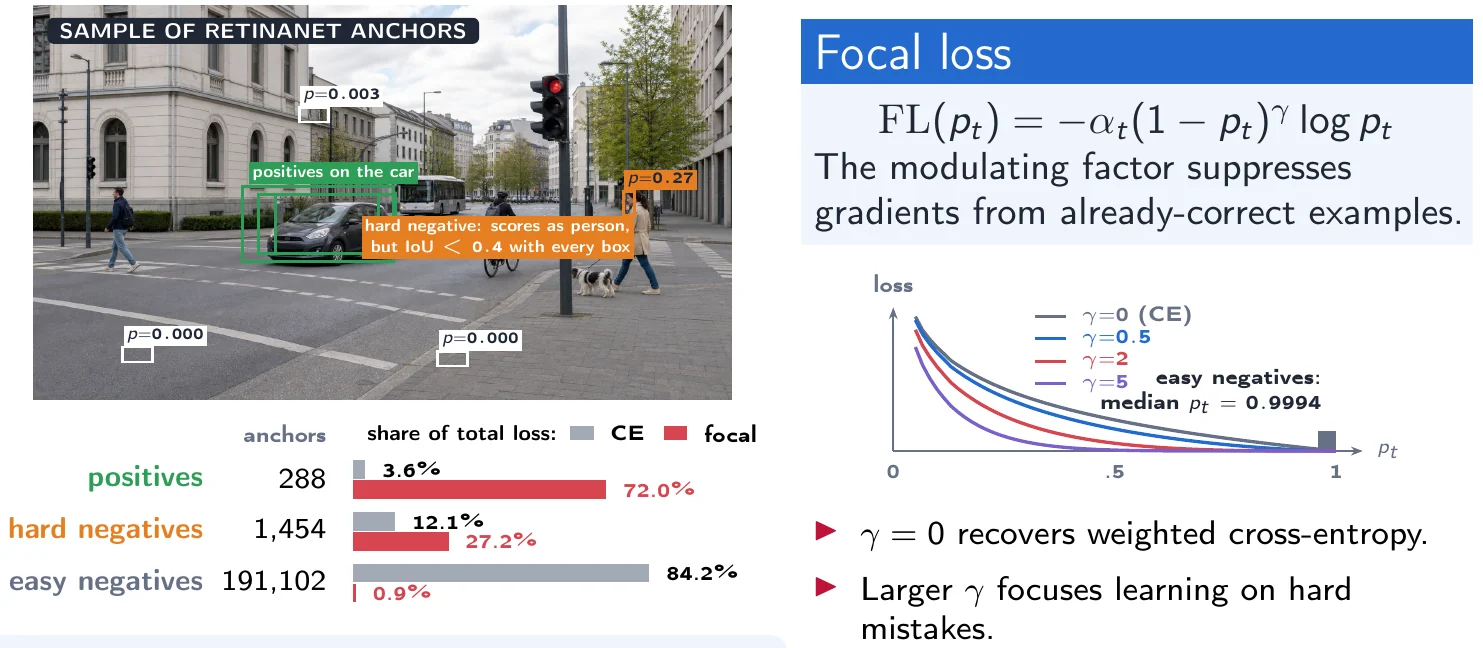 SAMPLE OF RETINANET ANCHORS
p=0.003
positives on the car
p=0.27
hard negative: scores as person,
but IoU < 0.4 with every box
p=0.000
p=0.000
anchors
share of total loss: CE focal
positives 288 3.6% 72.0%
hard negatives 1,454 12.1% 27.2%
easy negatives 191,102 84.2% 0.9%
Focal loss
FL(pₜ) = −αₜ(1 − pₜ)^γ log pₜ
The modulating factor suppresses
gradients from already-correct examples.
loss
γ=0 (CE)
γ=0.5
γ=2
γ=5
easy negatives:
median pₜ = 0.9994
pₜ
0 .5 1
▶ γ = 0 recovers weighted cross-entropy.
▶ Larger γ focuses learning on hard
mistakes.